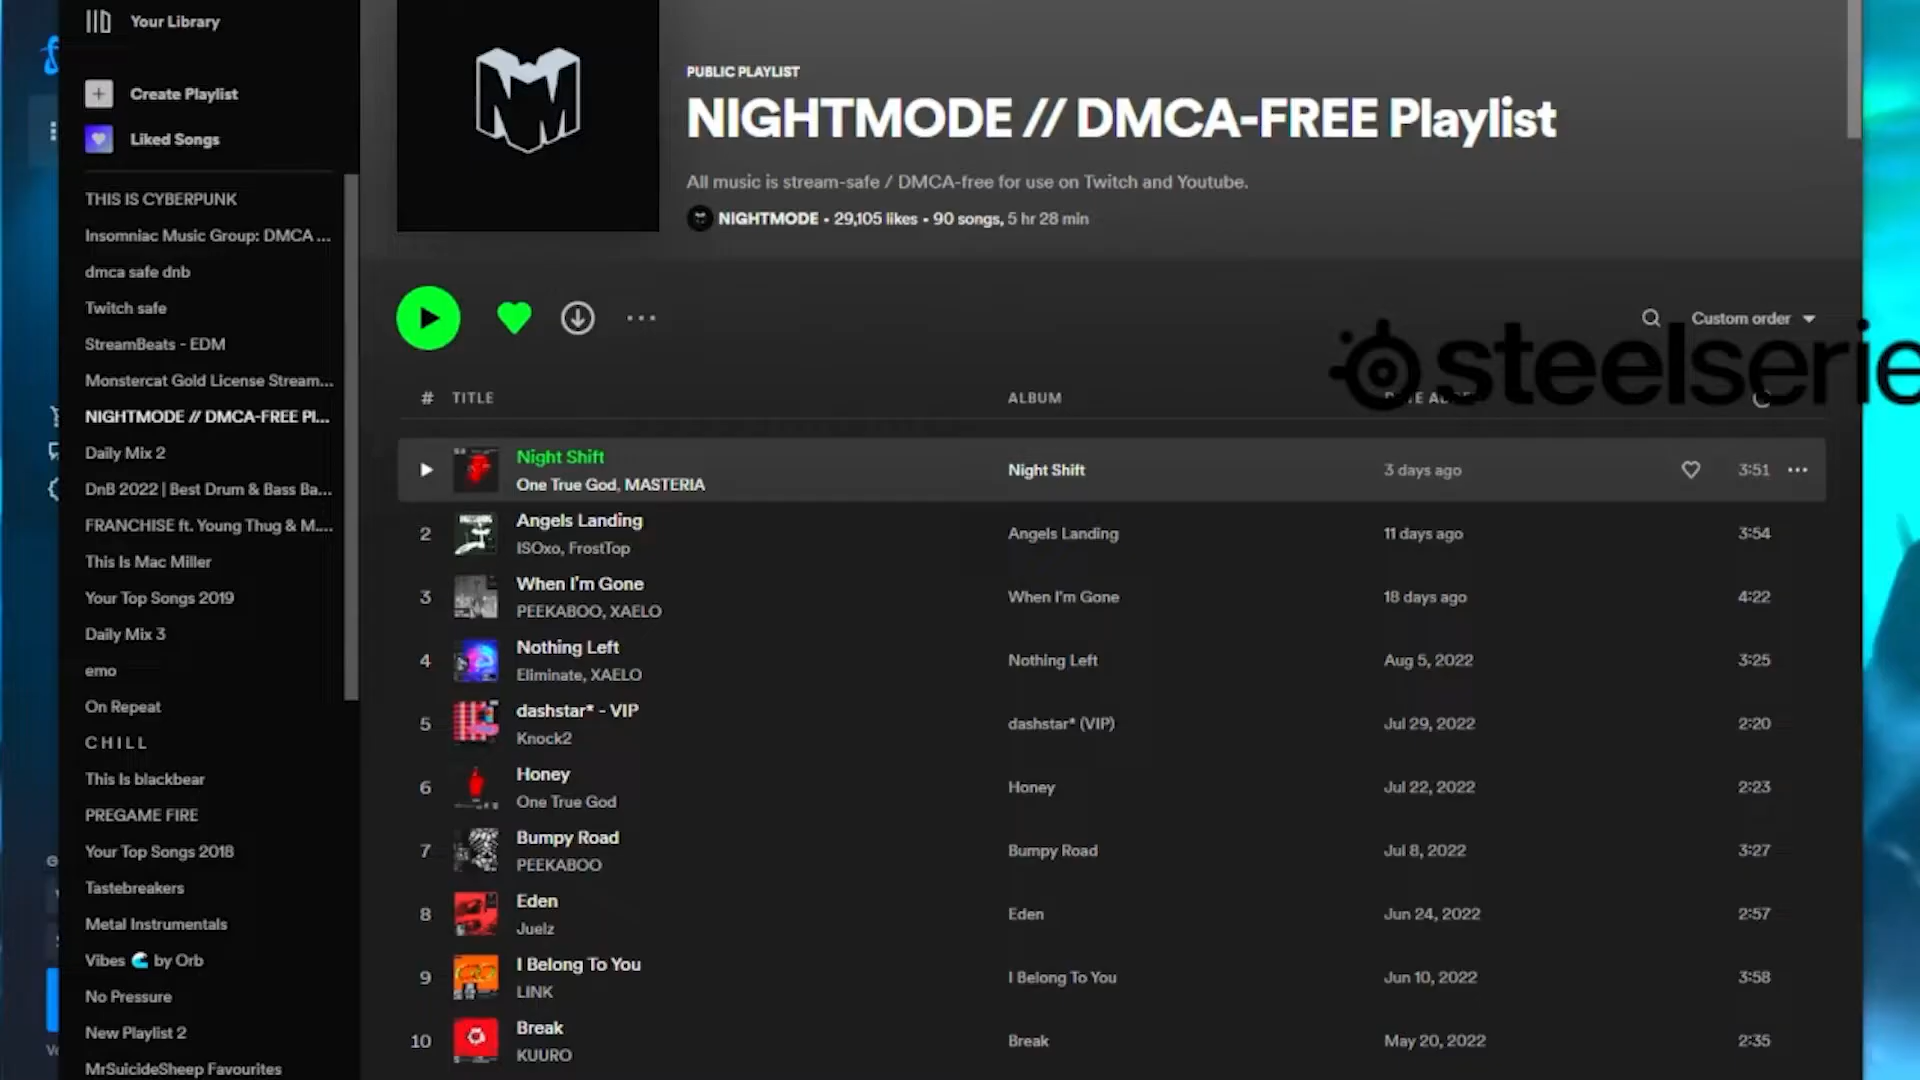 Your Library
Create Playlist
Liked Songs
THIS IS CYBERPUNK
Insomniac Music Group: DMCA ...
dmca safe dnb
Twitch safe
StreamBeats - EDM
Monstercat Gold License Stream...
NIGHTMODE // DMCA-FREE Pl...
Daily Mix 2
DnB 2022 | Best Drum & Bass Ba...
FRANCHISE ft. Young Thug & M....
This Is Mac Miller
Your Top Songs 2019
Daily Mix 3
emo
On Repeat
C H I L L
This Is blackbear
PREGAME FIRE
Your Top Songs 2018
Tastebreakers
Metal Instrumentals
Vibes 🌊 by Orb
No Pressure
New Playlist 2
MrSuicideSheep Favourites
PUBLIC PLAYLIST
NIGHTMODE // DMCA-FREE Playlist
All music is stream-safe / DMCA-free for use on Twitch and Youtube.
NIGHTMODE • 29,105 likes • 90 songs, 5 hr 28 min
Custom order
steelserie
# TITLE ALBUM
Night Shift
One True God, MASTERIA
Night Shift 3 days ago 3:51
2 Angels Landing
ISOxo, FrostTop
Angels Landing 11 days ago 3:54
3 When I'm Gone
PEEKABOO, XAELO
When I'm Gone 18 days ago 4:22
4 Nothing Left
Eliminate, XAELO
Nothing Left Aug 5, 2022 3:25
5 dashstar* - VIP
Knock2
dashstar* (VIP) Jul 29, 2022 2:20
6 Honey
One True God
Honey Jul 22, 2022 2:23
7 Bumpy Road
PEEKABOO
Bumpy Road Jul 8, 2022 3:27
8 Eden
Juelz
Eden Jun 24, 2022 2:57
9 I Belong To You
LINK
I Belong To You Jun 10, 2022 3:58
10 Break
KUURO
Break May 20, 2022 2:35